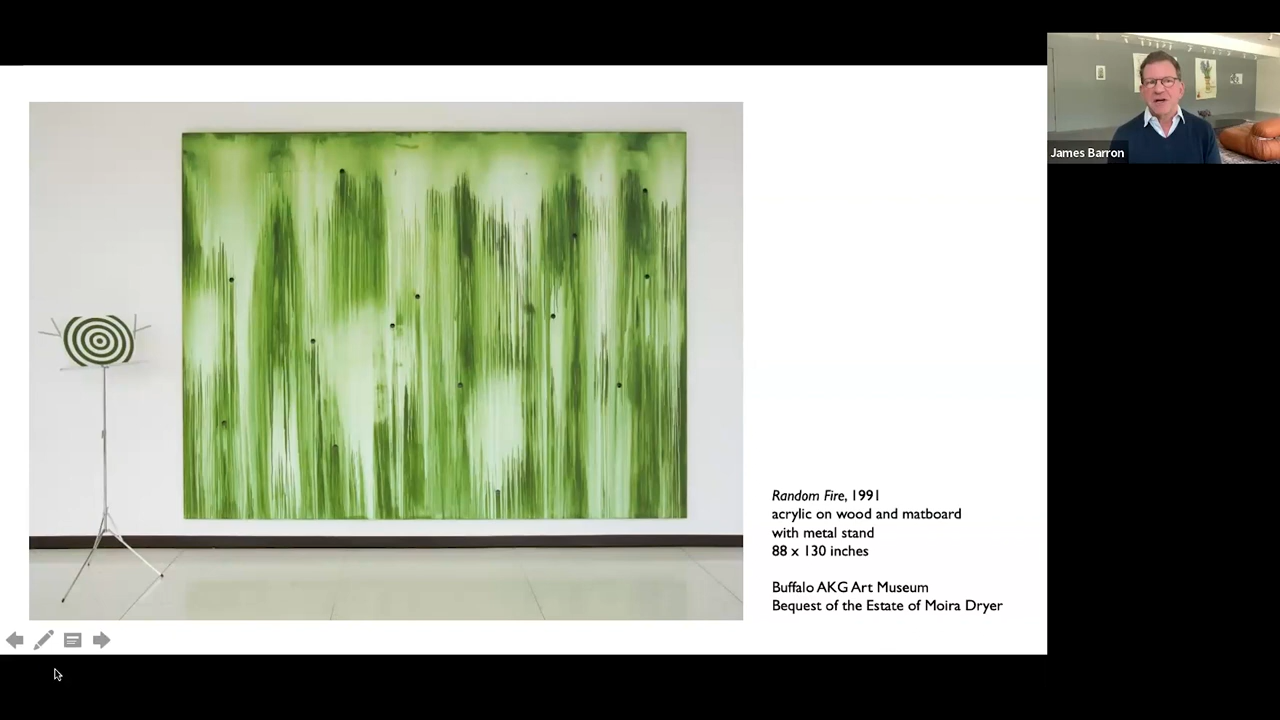 James Barron
Random Fire, 1991
acrylic on wood and matboard
with metal stand
88 x 130 inches
Buffalo AKG Art Museum
Bequest of the Estate of Moira Dryer